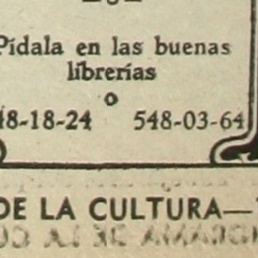 Pídala en las buenas
librerías
o
48-18-24 548-03-64
DE LA CULTURA—